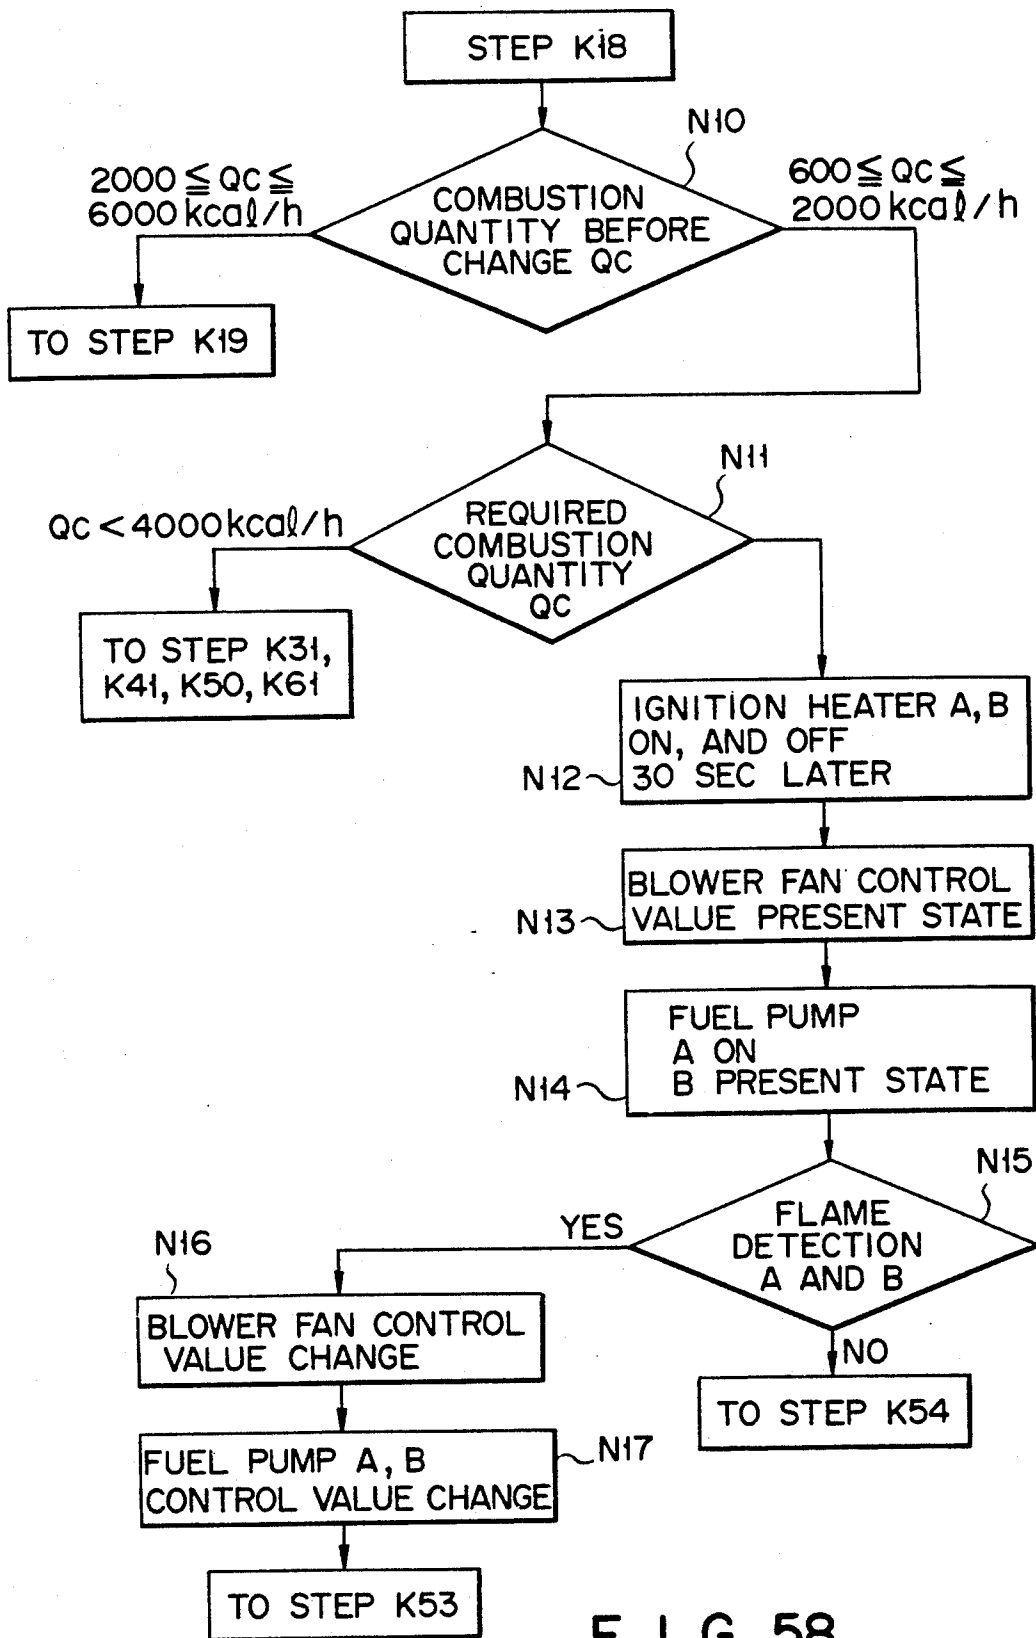 STEP K18
N10
2000 ≦ QC ≦
6000 kcal/h
COMBUSTION
QUANTITY BEFORE
CHANGE QC
600 ≦ QC ≦
2000 kcal/h
TO STEP K19
N11
QC < 4000 kcal/h
REQUIRED
COMBUSTION
QUANTITY
QC
TO STEP K31,
K41, K50, K61
IGNITION HEATER A, B
ON, AND OFF
30 SEC LATER
N12
BLOWER FAN CONTROL
VALUE PRESENT STATE
N13
FUEL PUMP
A ON
B PRESENT STATE
N14
N15
FLAME
DETECTION
A AND B
YES
NO
N16
BLOWER FAN CONTROL
VALUE CHANGE
TO STEP K54
FUEL PUMP A, B
CONTROL VALUE CHANGE
N17
TO STEP K53
FIG. 58